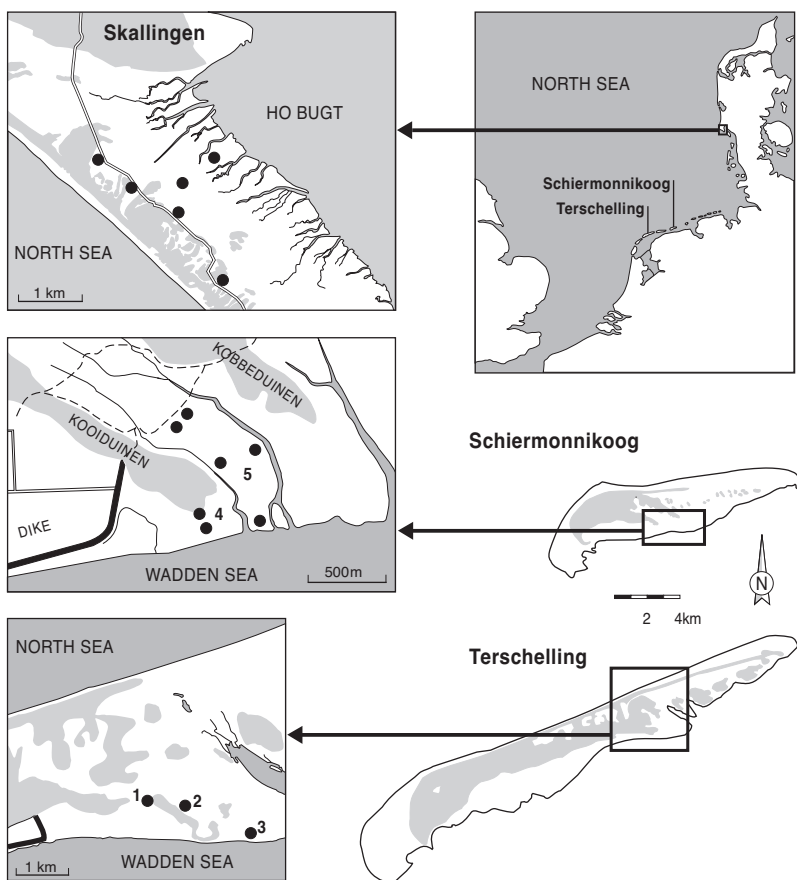 Skallingen
HO BUGT
NORTH SEA
1 km
NORTH SEA
Schiermonnikoog
Terschelling
KOBBEDUINEN
KOOIDUINEN
5
4
DIKE
WADDEN SEA
500m
Schiermonnikoog
N
2 4km
NORTH SEA
1
2
3
WADDEN SEA
1 km
Terschelling